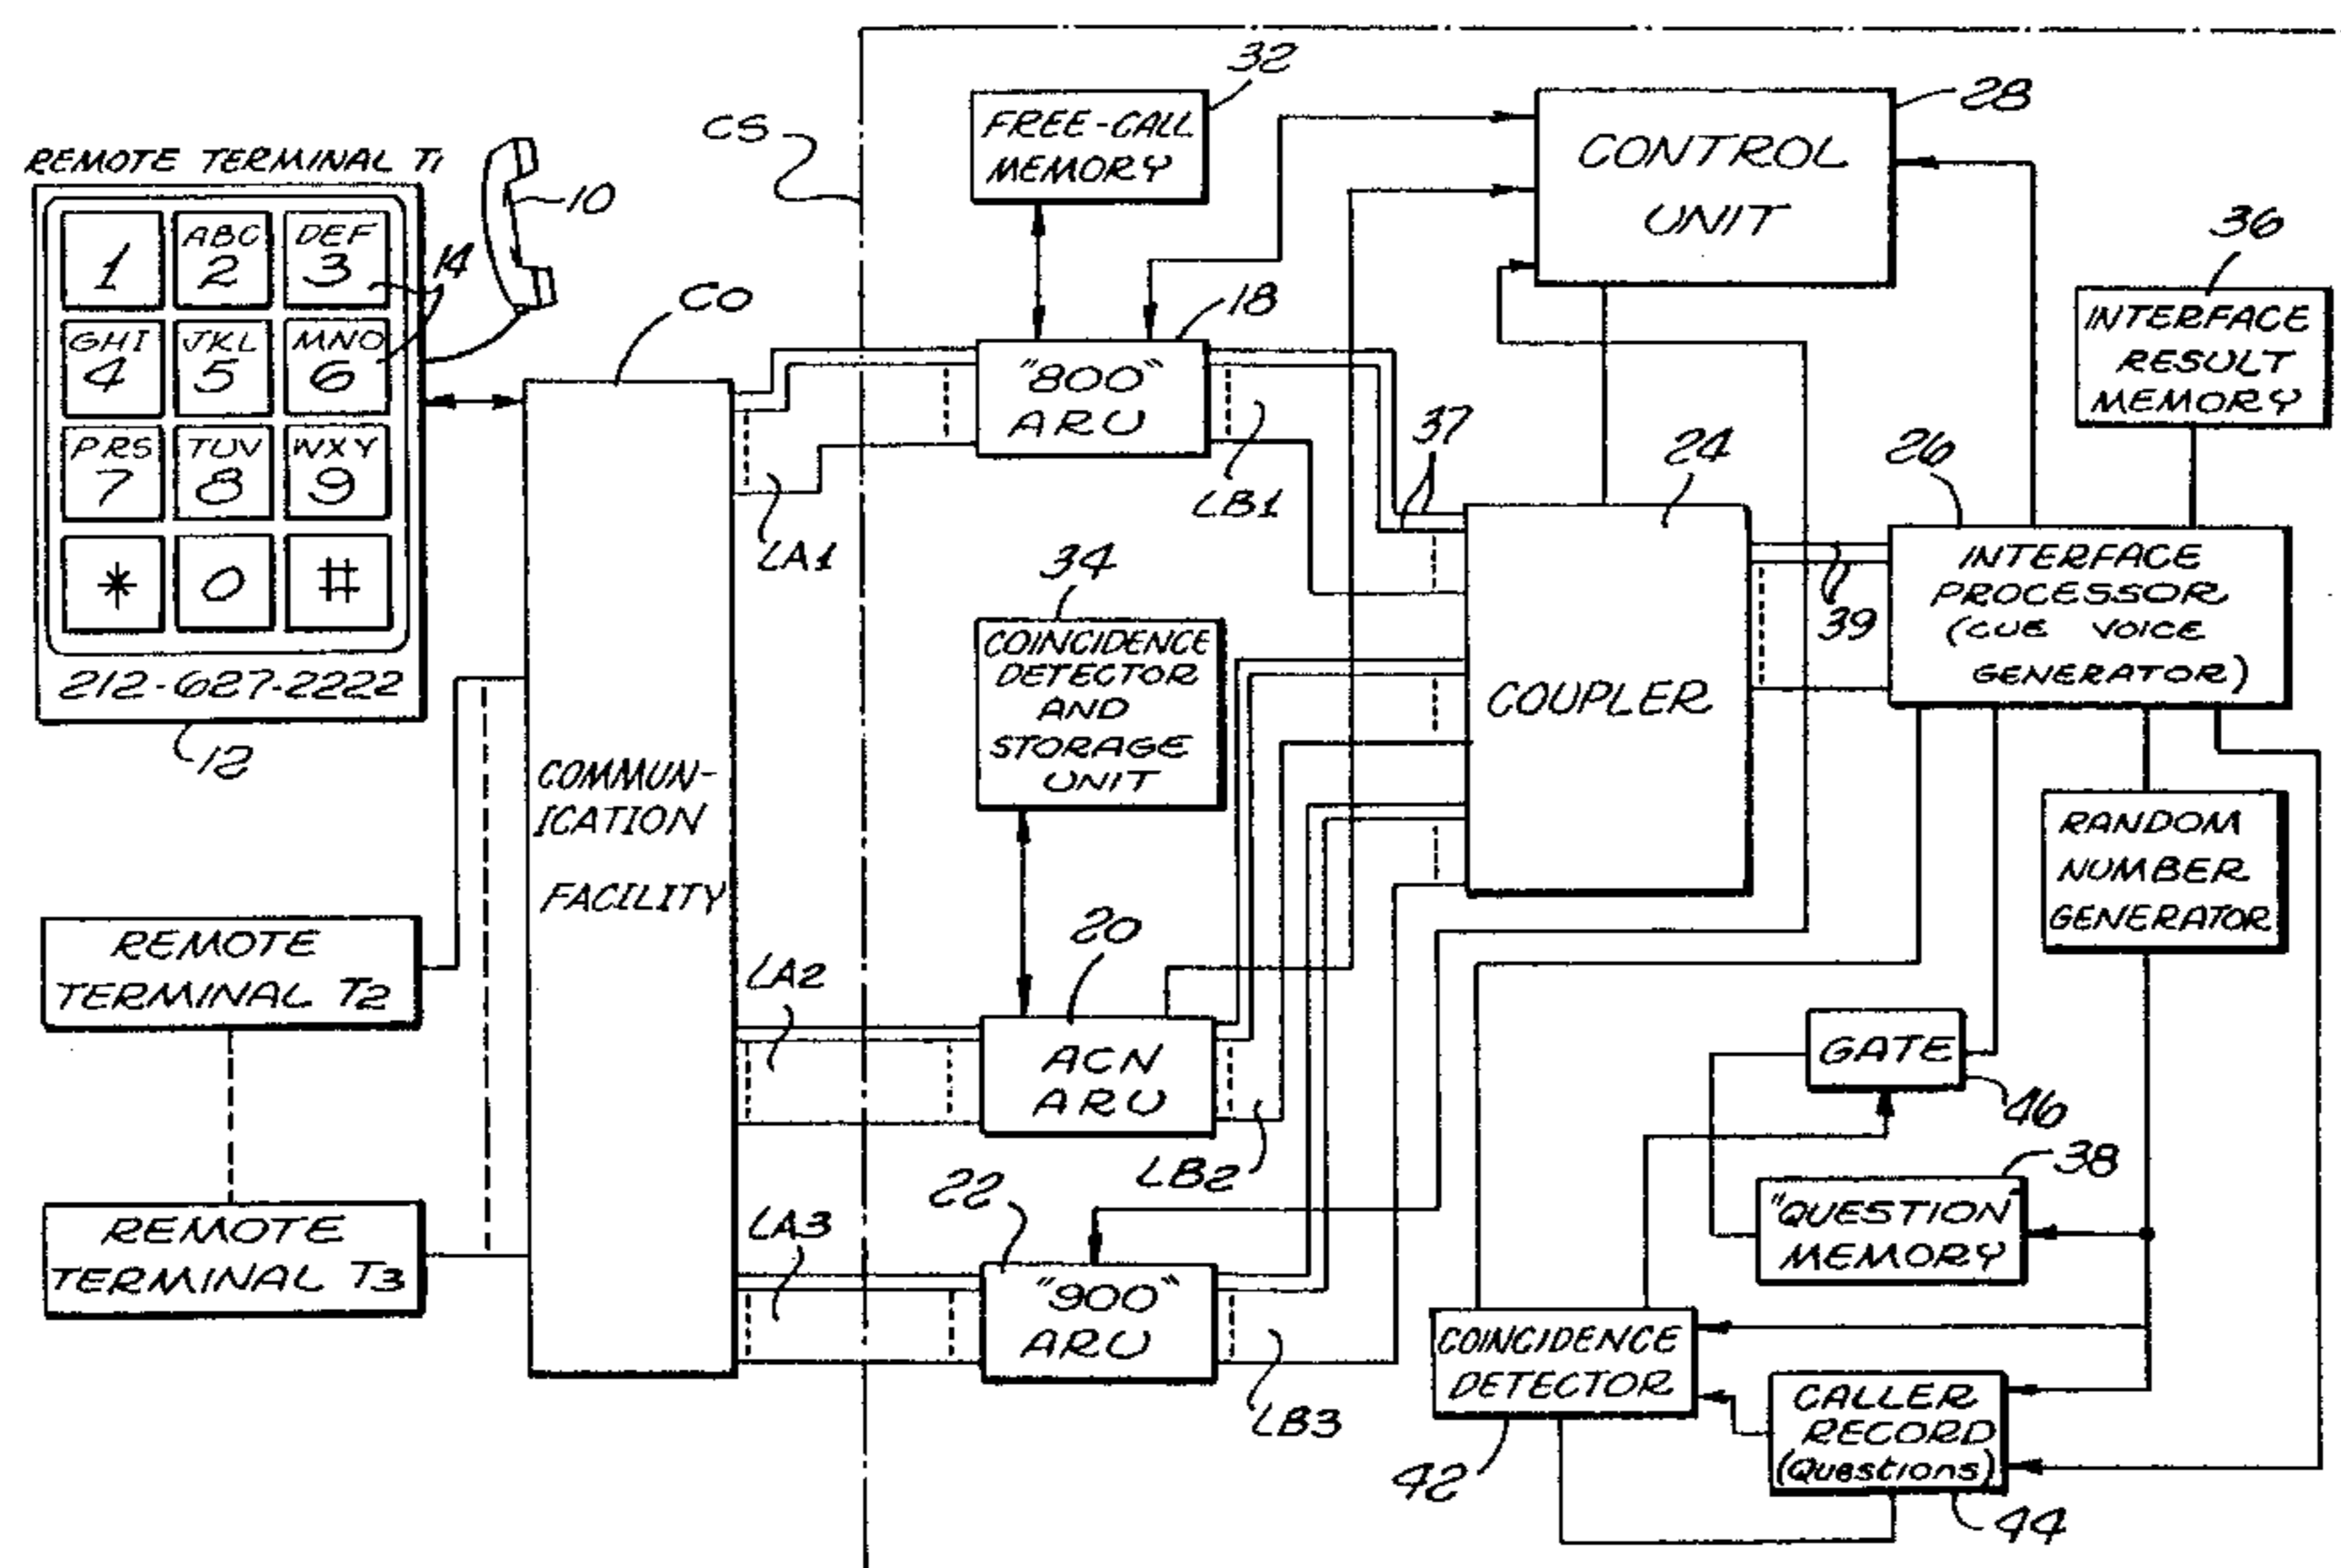 32
28
CS
FREE-CALL
MEMORY
CONTROL
UNIT
REMOTE TERMINAL T1
10
36
1
ABC
2
DEF
3
14
CO
18
INTERFACE
RESULT
MEMORY
GHI
4
JKL
5
MNO
6
"800"
ARU
37
24
26
PRS
7
TUV
8
WXY
9
LB1
LA1
34
39
INTERFACE
PROCESSOR
(CUE VOICE
GENERATOR)
*
0
#
COINCIDENCE
DETECTOR
AND
STORAGE
UNIT
COUPLER
212-627-2222
12
COMMUN-
ICATION
FACILITY
RANDOM
NUMBER
GENERATOR
REMOTE
TERMINAL T2
20
LA2
GATE
46
ACN
ARU
LB2
38
22
"QUESTION"
MEMORY
REMOTE
TERMINAL T3
LA3
"900"
ARU
LB3
COINCIDENCE
DETECTOR
CALLER
RECORD
(Questions)
42
44